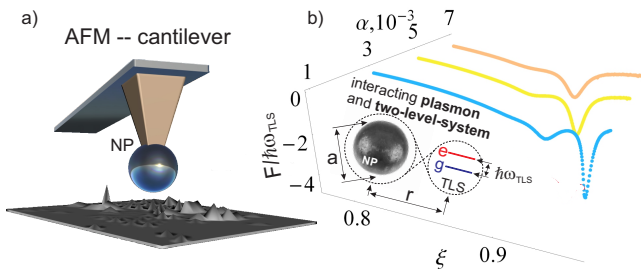 a)
AFM -- cantilever
NP
b)
α,10⁻³
1
3
5
7
0
−2
−4
F/ℏω_TLS
interacting plasmon
and two-level-system
a
NP
r
e
g
TLS
ℏω_TLS
0.8
0.9
ξ